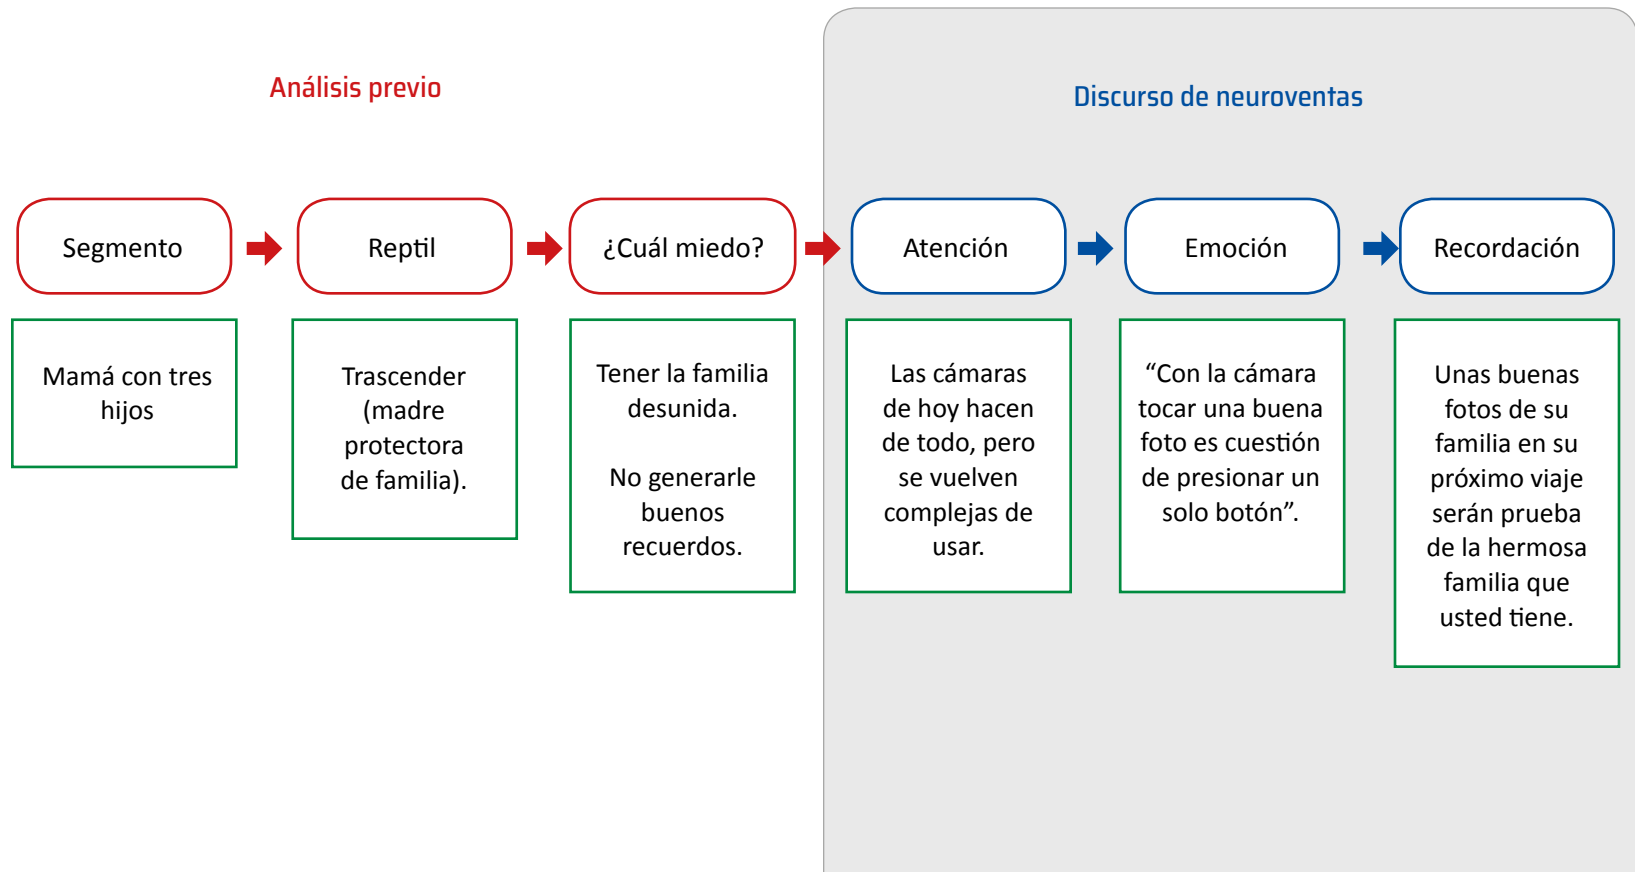 Análisis previo
Discurso de neuroventas
Segmento
Reptil
¿Cuál miedo?
Atención
Emoción
Recordación
Mamá con tres
hijos
Trascender
(madre
protectora
de familia).
Tener la familia
desunida.
No generarle
buenos
recuerdos.
Las cámaras
de hoy hacen
de todo, pero
se vuelven
complejas de
usar.
“Con la cámara
tocar una buena
foto es cuestión
de presionar un
solo botón”.
Unas buenas
fotos de su
familia en su
próximo viaje
serán prueba
de la hermosa
familia que
usted tiene.